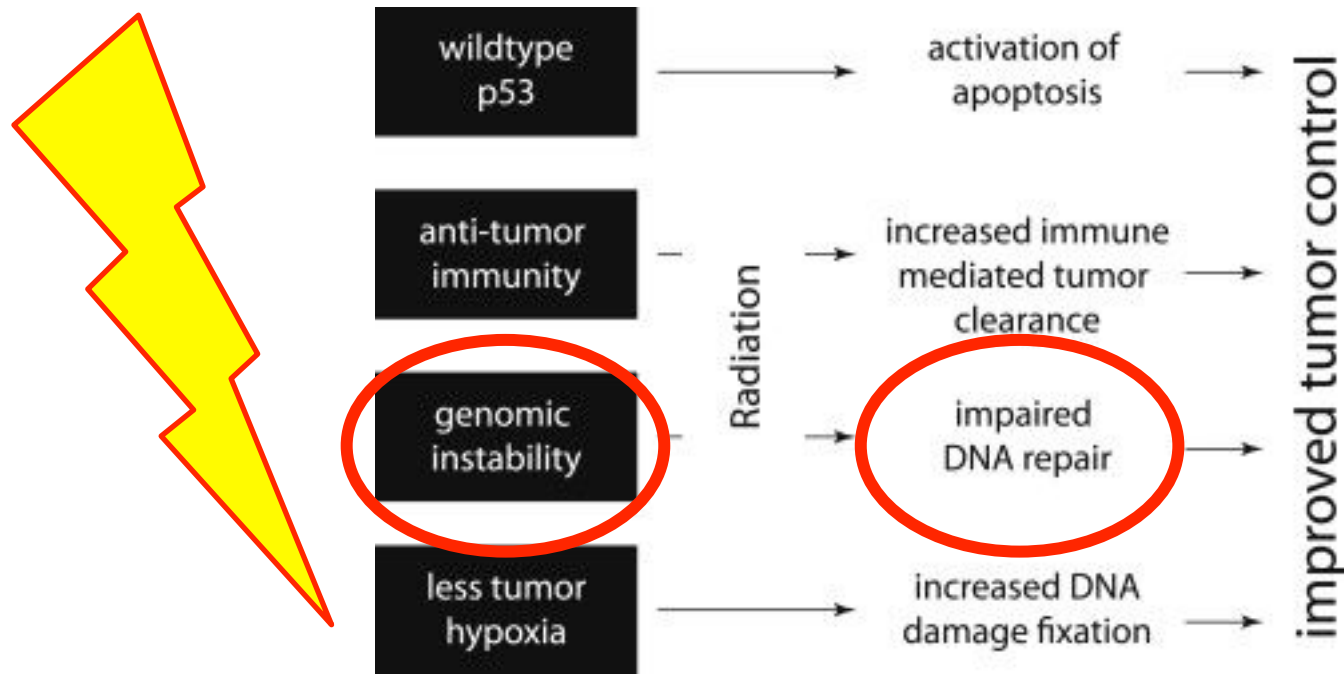 wildtype
p53
activation of
apoptosis
anti-tumor
immunity
increased immune
mediated tumor
clearance
Radiation
genomic
instability
impaired
DNA repair
less tumor
hypoxia
increased DNA
damage fixation
improved tumor control